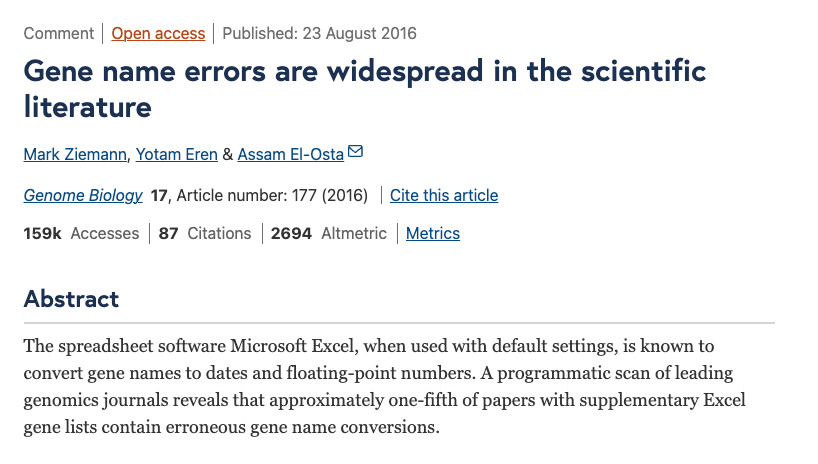 Comment | Open access | Published: 23 August 2016
Gene name errors are widespread in the scientific
literature
Mark Ziemann, Yotam Eren & Assam El-Osta
Genome Biology 17, Article number: 177 (2016) | Cite this article
159k Accesses | 87 Citations | 2694 Altmetric | Metrics
Abstract
The spreadsheet software Microsoft Excel, when used with default settings, is known to
convert gene names to dates and floating-point numbers. A programmatic scan of leading
genomics journals reveals that approximately one-fifth of papers with supplementary Excel
gene lists contain erroneous gene name conversions.